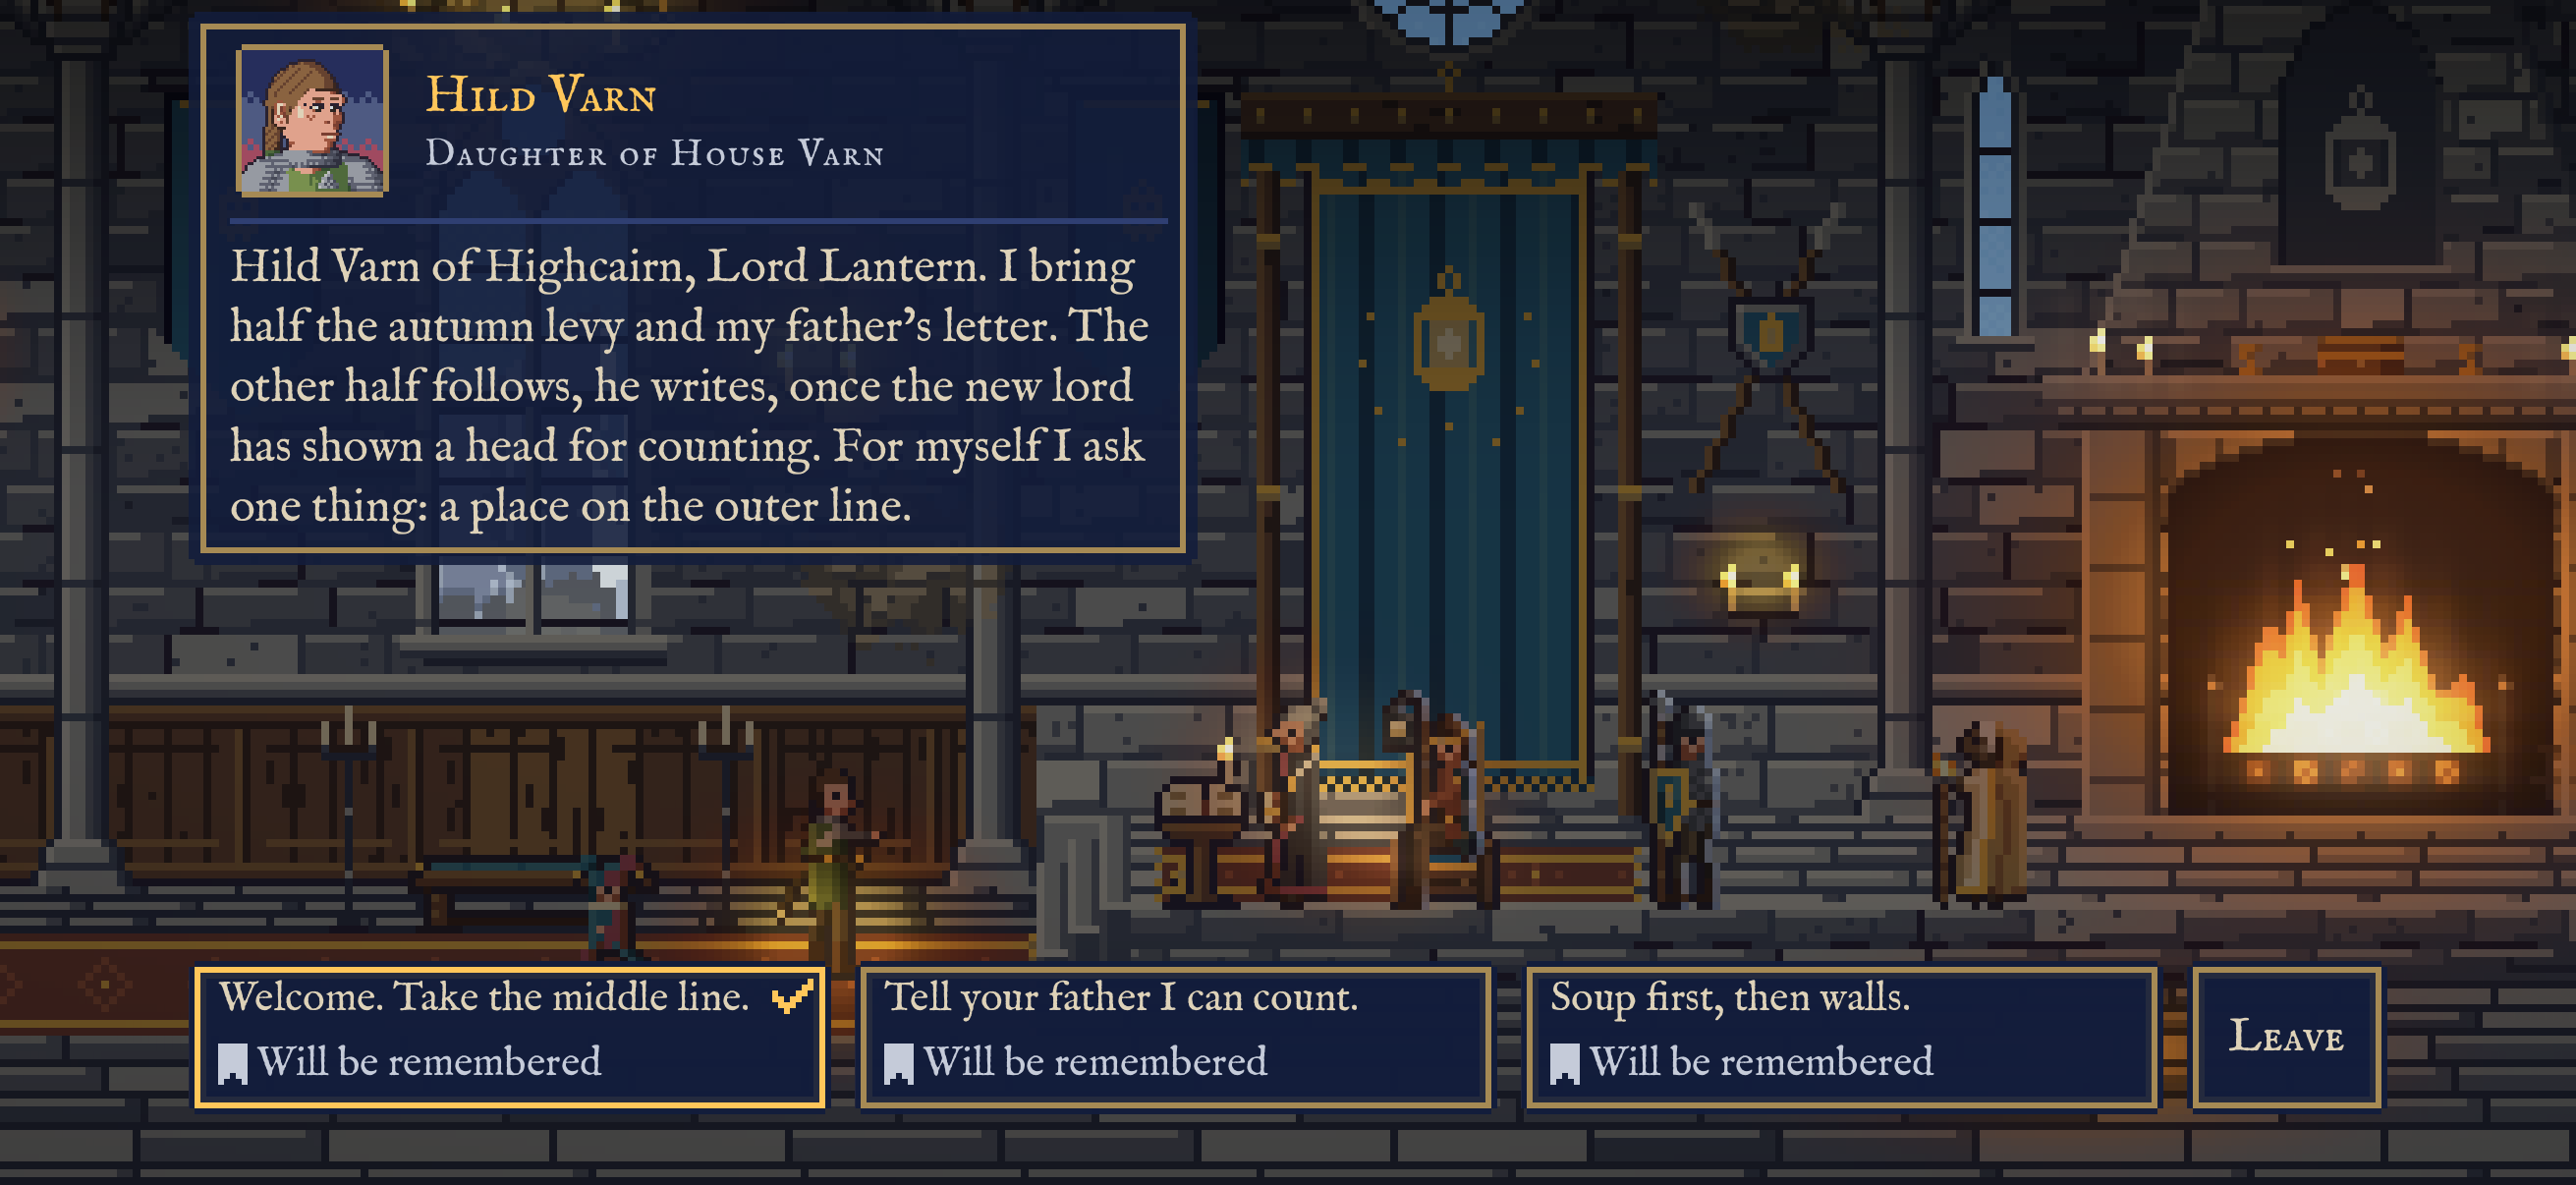 Hild Varn
Daughter of House Varn
Hild Varn of Highcairn, Lord Lantern. I bring
half the autumn levy and my father's letter. The
other half follows, he writes, once the new lord
has shown a head for counting. For myself I ask
one thing: a place on the outer line.
Welcome. Take the middle line.
Will be remembered
Tell your father I can count.
Will be remembered
Soup first, then walls.
Will be remembered
Leave